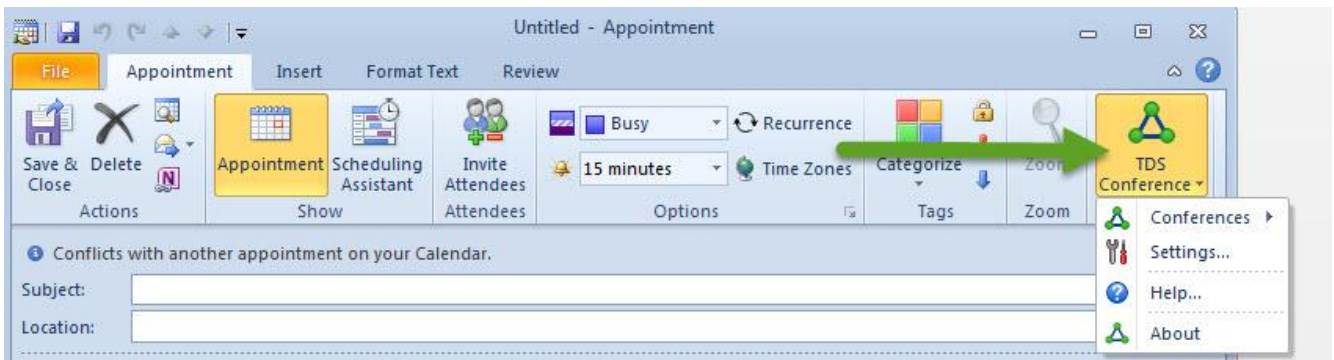 Untitled - Appointment
File Appointment Insert Format Text Review
Save & Close
Delete
Appointment
Scheduling Assistant
Invite Attendees
Busy
15 minutes
Recurrence
Time Zones
Categorize
Zoom
TDS Conference
Actions Show Attendees Options Tags Zoom
Conflicts with another appointment on your Calendar.
Subject:
Location:
Conferences
Settings...
Help...
About